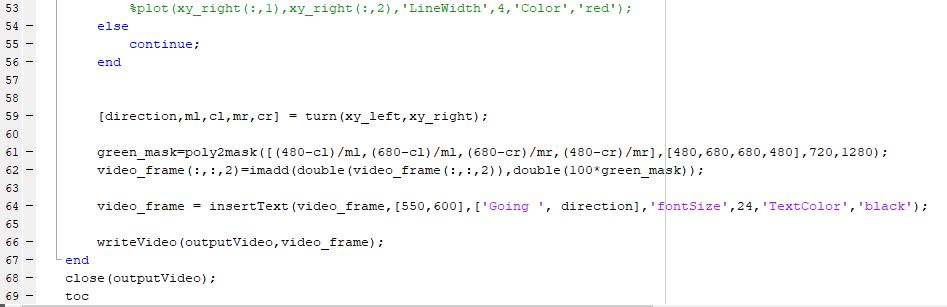 53 %plot(xy_right(:,1),xy_right(:,2),'LineWidth',4,'Color','red');
54 - else
55 - continue;
56 - end
57
58
59 - [direction,ml,cl,mr,cr] = turn(xy_left,xy_right);
60
61 - green_mask=poly2mask([(480-cl)/ml,(680-cl)/ml,(680-cr)/mr,(480-cr)/mr],[480,680,680,480],720,1280);
62 - video_frame(:,:,2)=imadd(double(video_frame(:,:,2)),double(100*green_mask));
63
64 - video_frame = insertText(video_frame,[550,600],['Going ', direction],'fontSize',24,'TextColor','black');
65
66 - writeVideo(outputVideo,video_frame);
67 - end
68 - close(outputVideo);
69 - toc